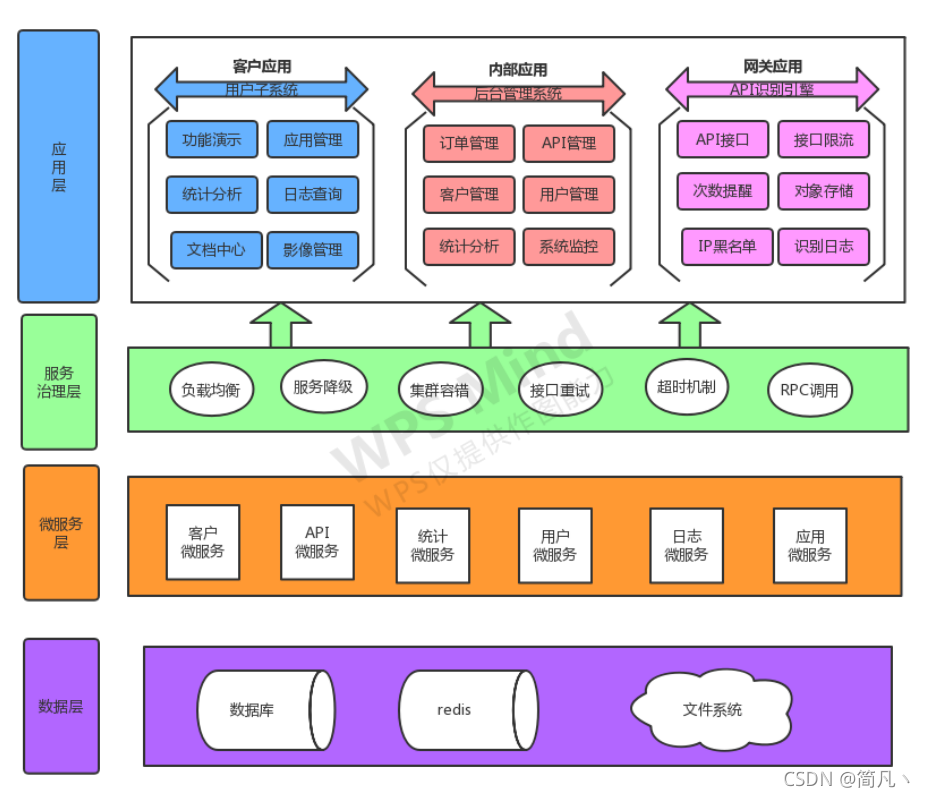 应
用
层
客户应用
用户子系统
功能演示
应用管理
统计分析
日志查询
文档中心
影像管理
内部应用
后台管理系统
订单管理
API管理
客户管理
用户管理
统计分析
系统监控
网关应用
API识别引擎
API接口
接口限流
次数提醒
对象存储
IP黑名单
识别日志
服务
治理层
负载均衡
服务降级
集群容错
接口重试
超时机制
RPC调用
WPS Mind
WPS仅提供作图能力
微服务
层
客户
微服务
API
微服务
统计
微服务
用户
微服务
日志
微服务
应用
微服务
数据层
数据库
redis
文件系统
CSDN @简凡丶